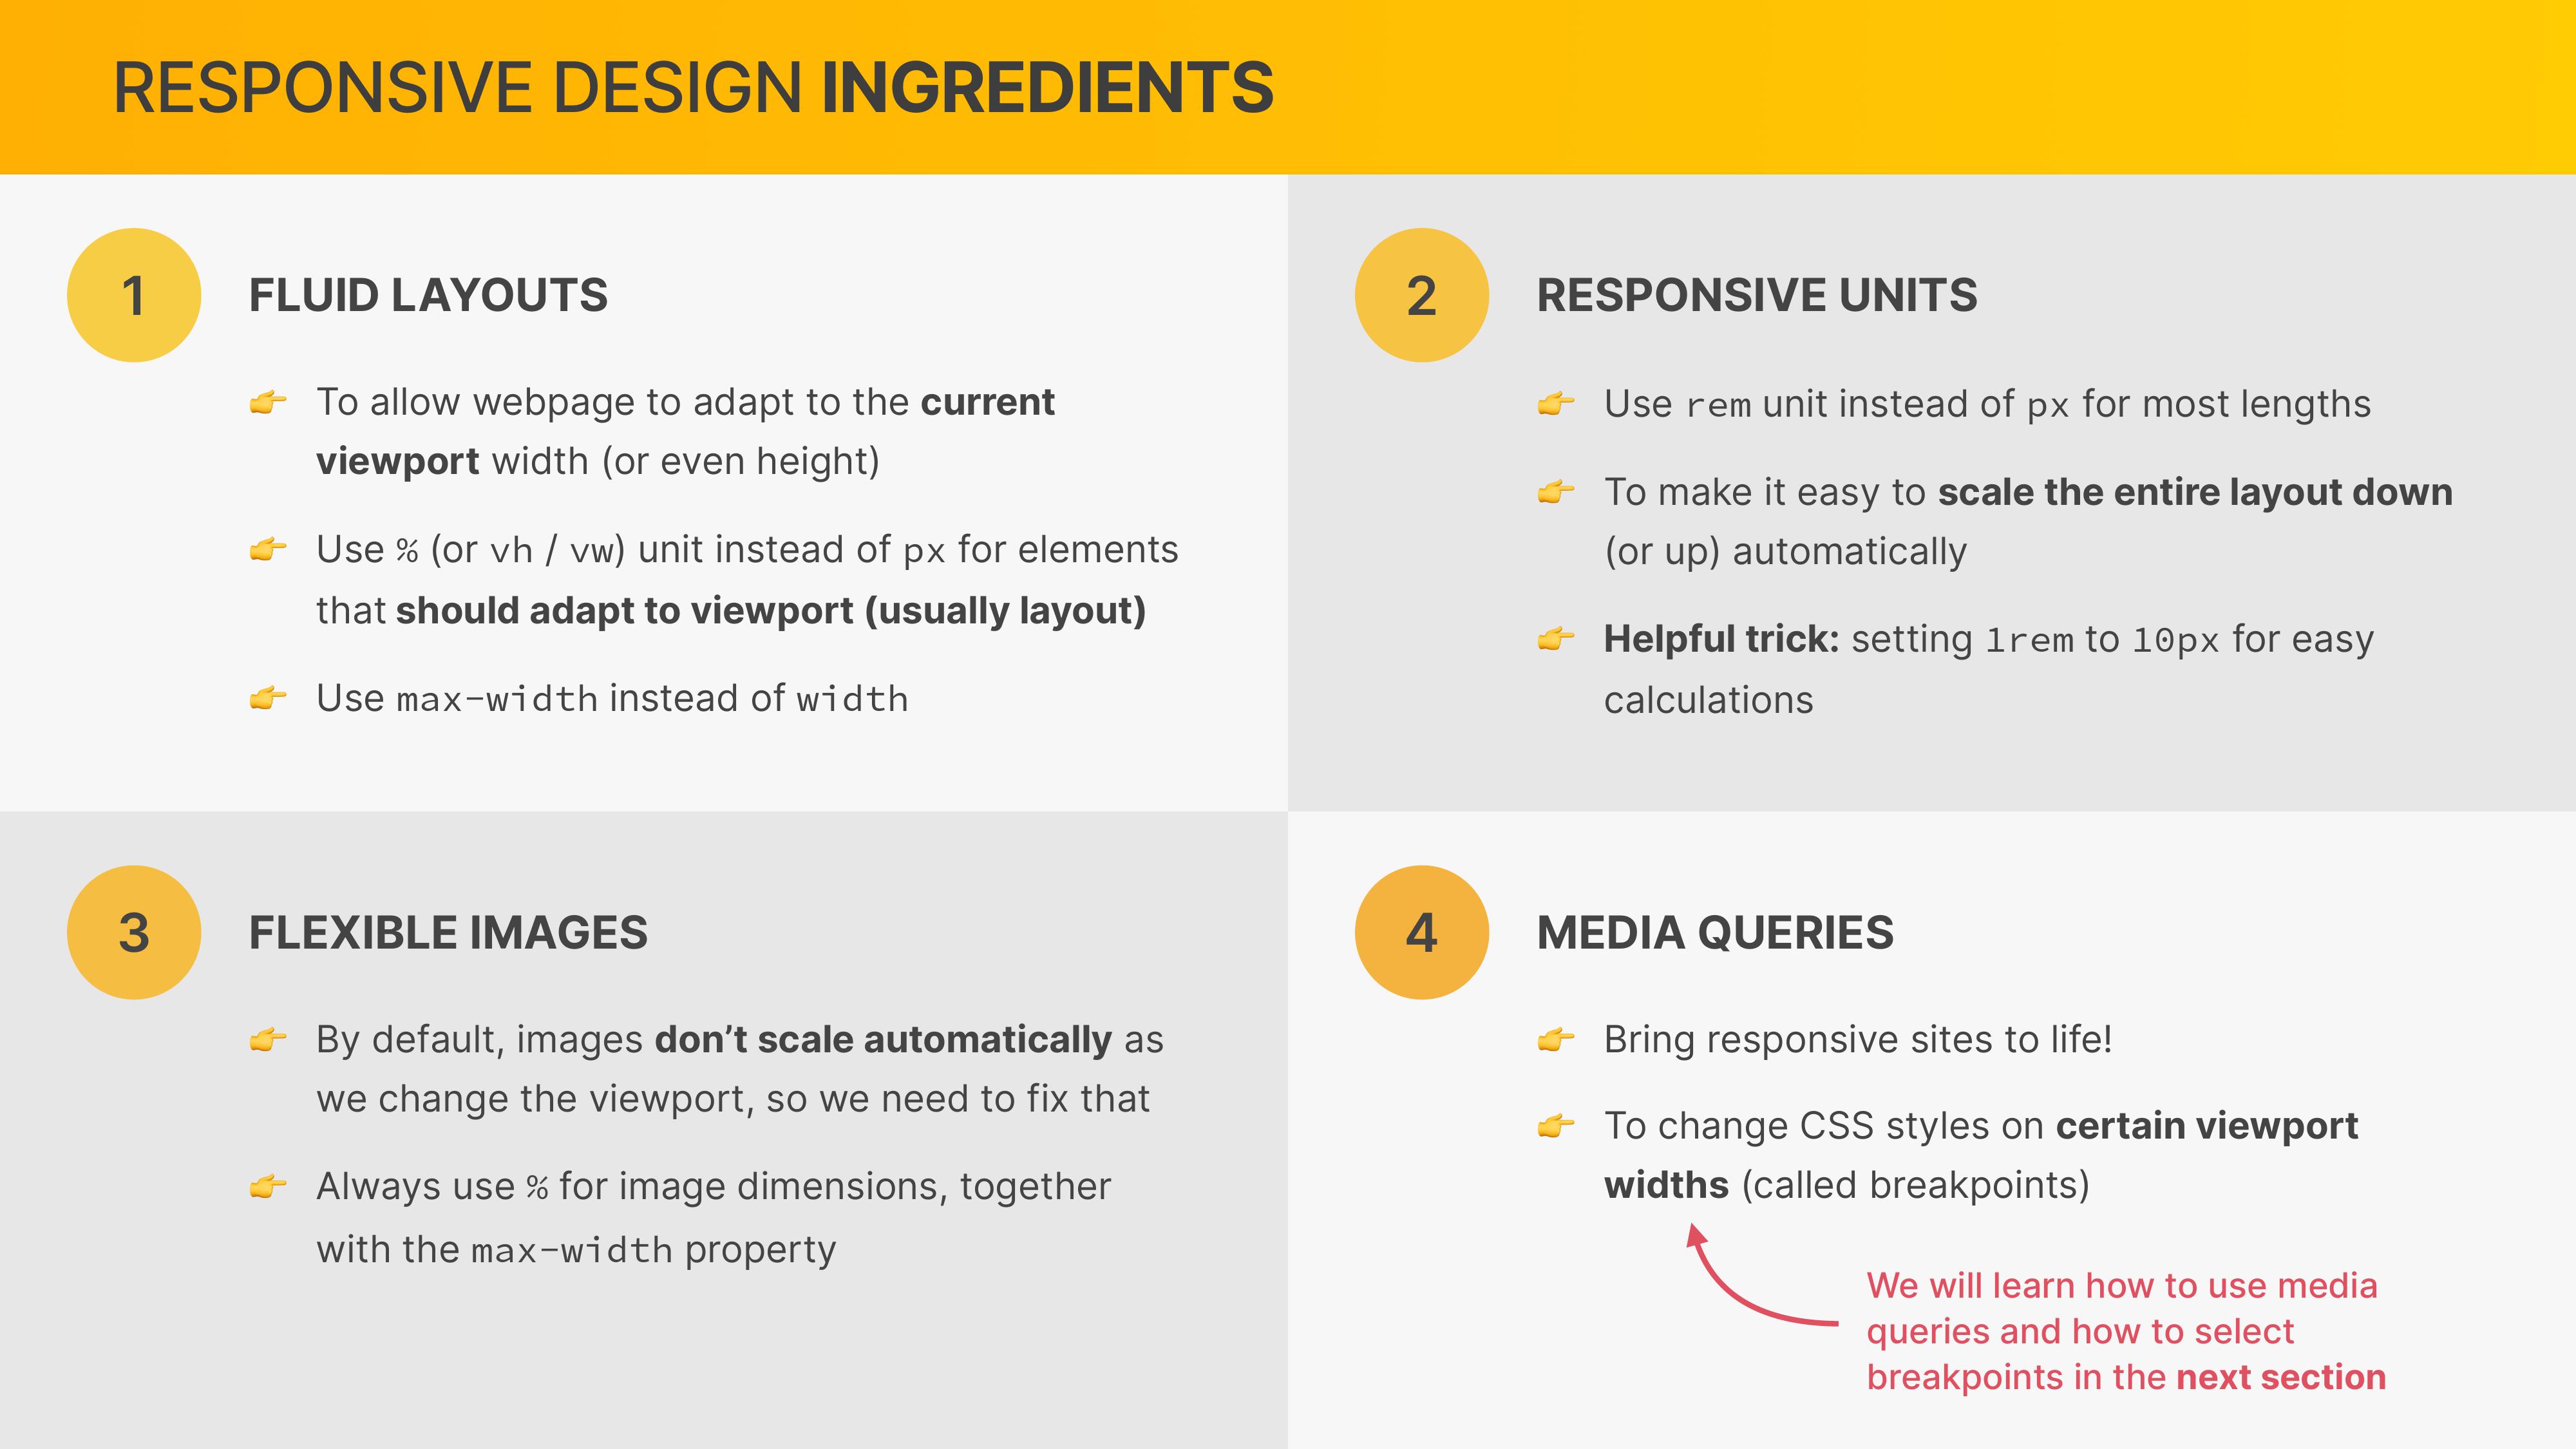 RESPONSIVE DESIGN INGREDIENTS
1
FLUID LAYOUTS
👉 To allow webpage to adapt to the current
viewport width (or even height)
👉 Use % (or vh / vw) unit instead of px for elements
that should adapt to viewport (usually layout)
👉 Use max-width instead of width
2
RESPONSIVE UNITS
👉 Use rem unit instead of px for most lengths
👉 To make it easy to scale the entire layout down
(or up) automatically
👉 Helpful trick: setting 1rem to 10px for easy
calculations
3
FLEXIBLE IMAGES
👉 By default, images don’t scale automatically as
we change the viewport, so we need to fix that
👉 Always use % for image dimensions, together
with the max-width property
4
MEDIA QUERIES
👉 Bring responsive sites to life!
👉 To change CSS styles on certain viewport
widths (called breakpoints)
We will learn how to use media
queries and how to select
breakpoints in the next section